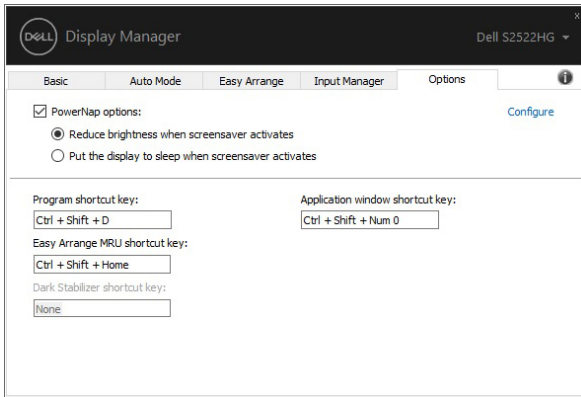 DELL Display Manager
Dell S2522HG
x
Basic Auto Mode Easy Arrange Input Manager Options i
PowerNap options: Configure
Reduce brightness when screensaver activates
Put the display to sleep when screensaver activates
Program shortcut key: Application window shortcut key:
Ctrl + Shift + D Ctrl + Shift + Num 0
Easy Arrange MRU shortcut key:
Ctrl + Shift + Home
Dark Stabilizer shortcut key:
None